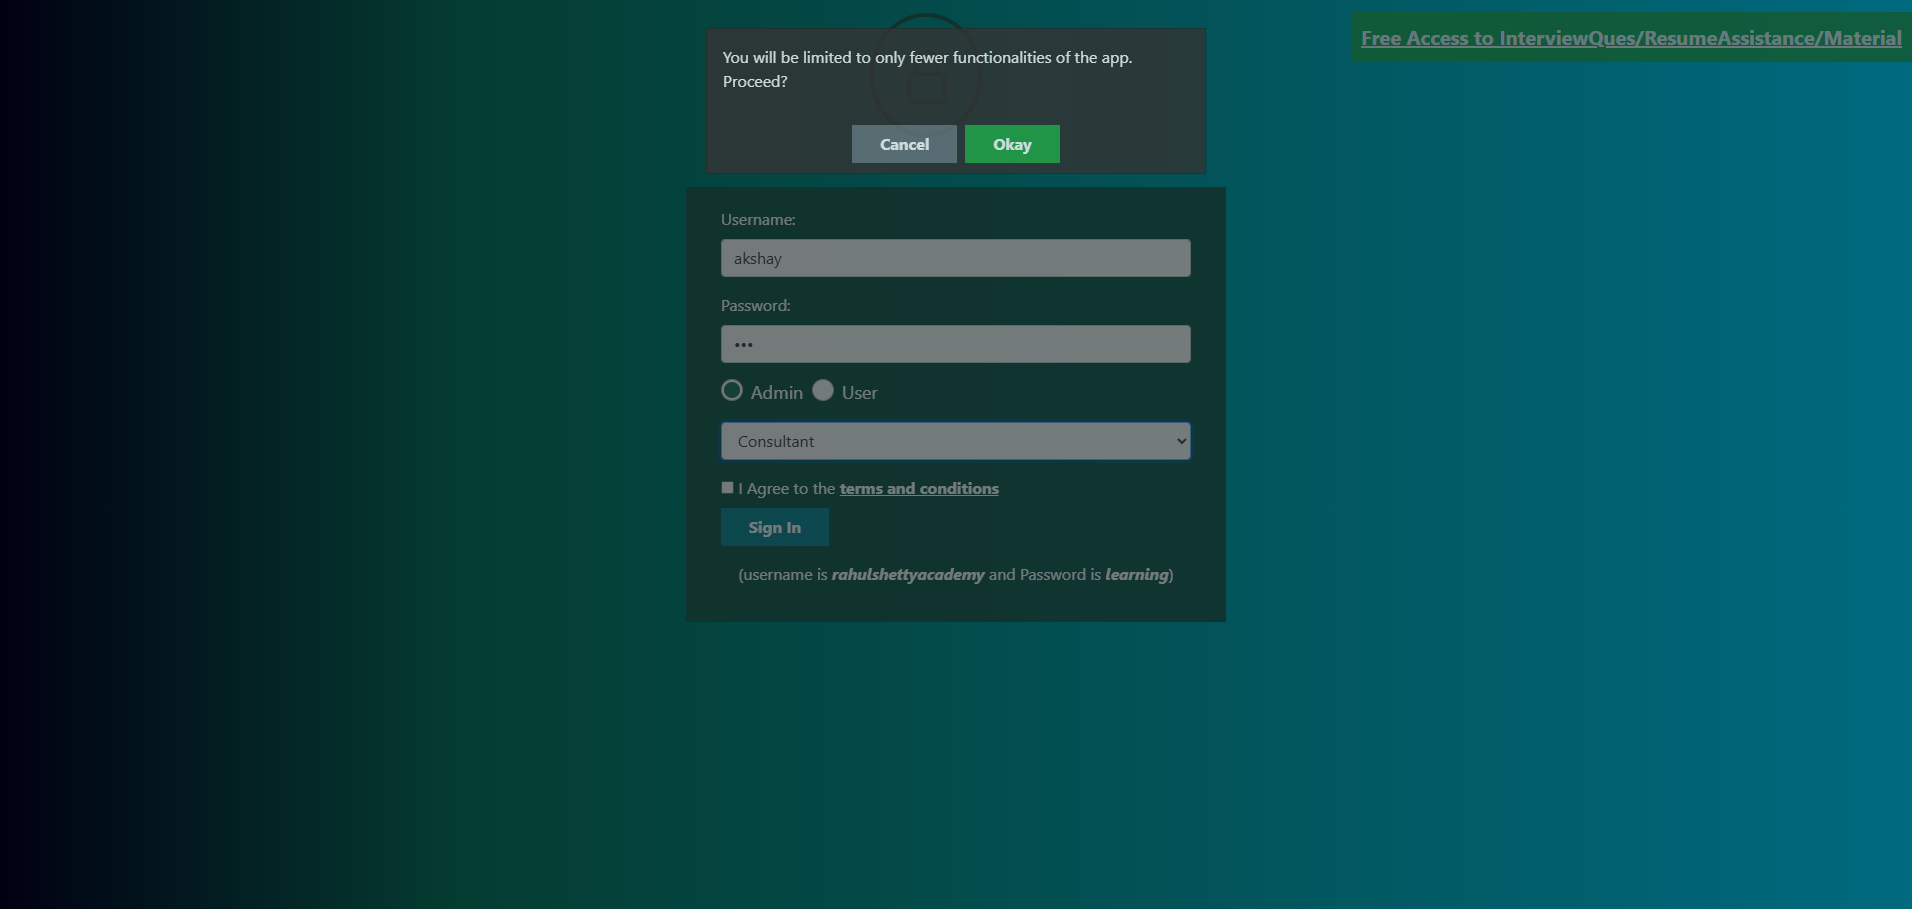 Free Access to InterviewQues/ResumeAssistance/Material
You will be limited to only fewer functionalities of the app.
Proceed?
Cancel Okay
Username:
akshay
Password:
•••
Admin User
Consultant
I Agree to the terms and conditions
Sign In
(username is rahulshettyacademy and Password is learning)